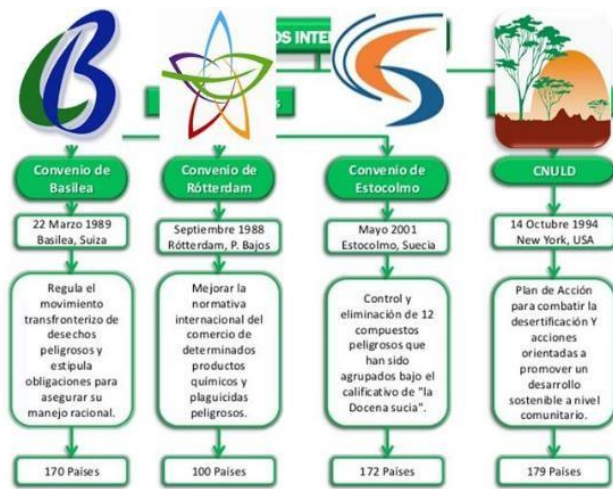 OS INTE
S
Convenio de
Basilea
Convenio de
Rótterdam
Convenio de
Estocolmo
CNULD
22 Marzo 1989
Basilea, Suiza
Septiembre 1988
Rótterdam, P. Bajos
Mayo 2001
Estocolmo, Suecia
14 Octubre 1994
New York, USA
Regula el
movimiento
transfronterizo de
desechos
peligrosos y
estipula
obligaciones para
asegurar su
manejo racional.
Mejorar la
normativa
internacional del
comercio de
determinados
productos
químicos y
plaguicidas
peligrosos.
Control y
eliminación de 12
compuestos
peligrosos que
han sido
agrupados bajo el
calificativo de "la
Docena sucia".
Plan de Acción
para combatir la
desertificación Y
acciones
orientadas a
promover un
desarrollo
sostenible a nivel
comunitario.
170 Países
100 Países
172 Países
179 Países